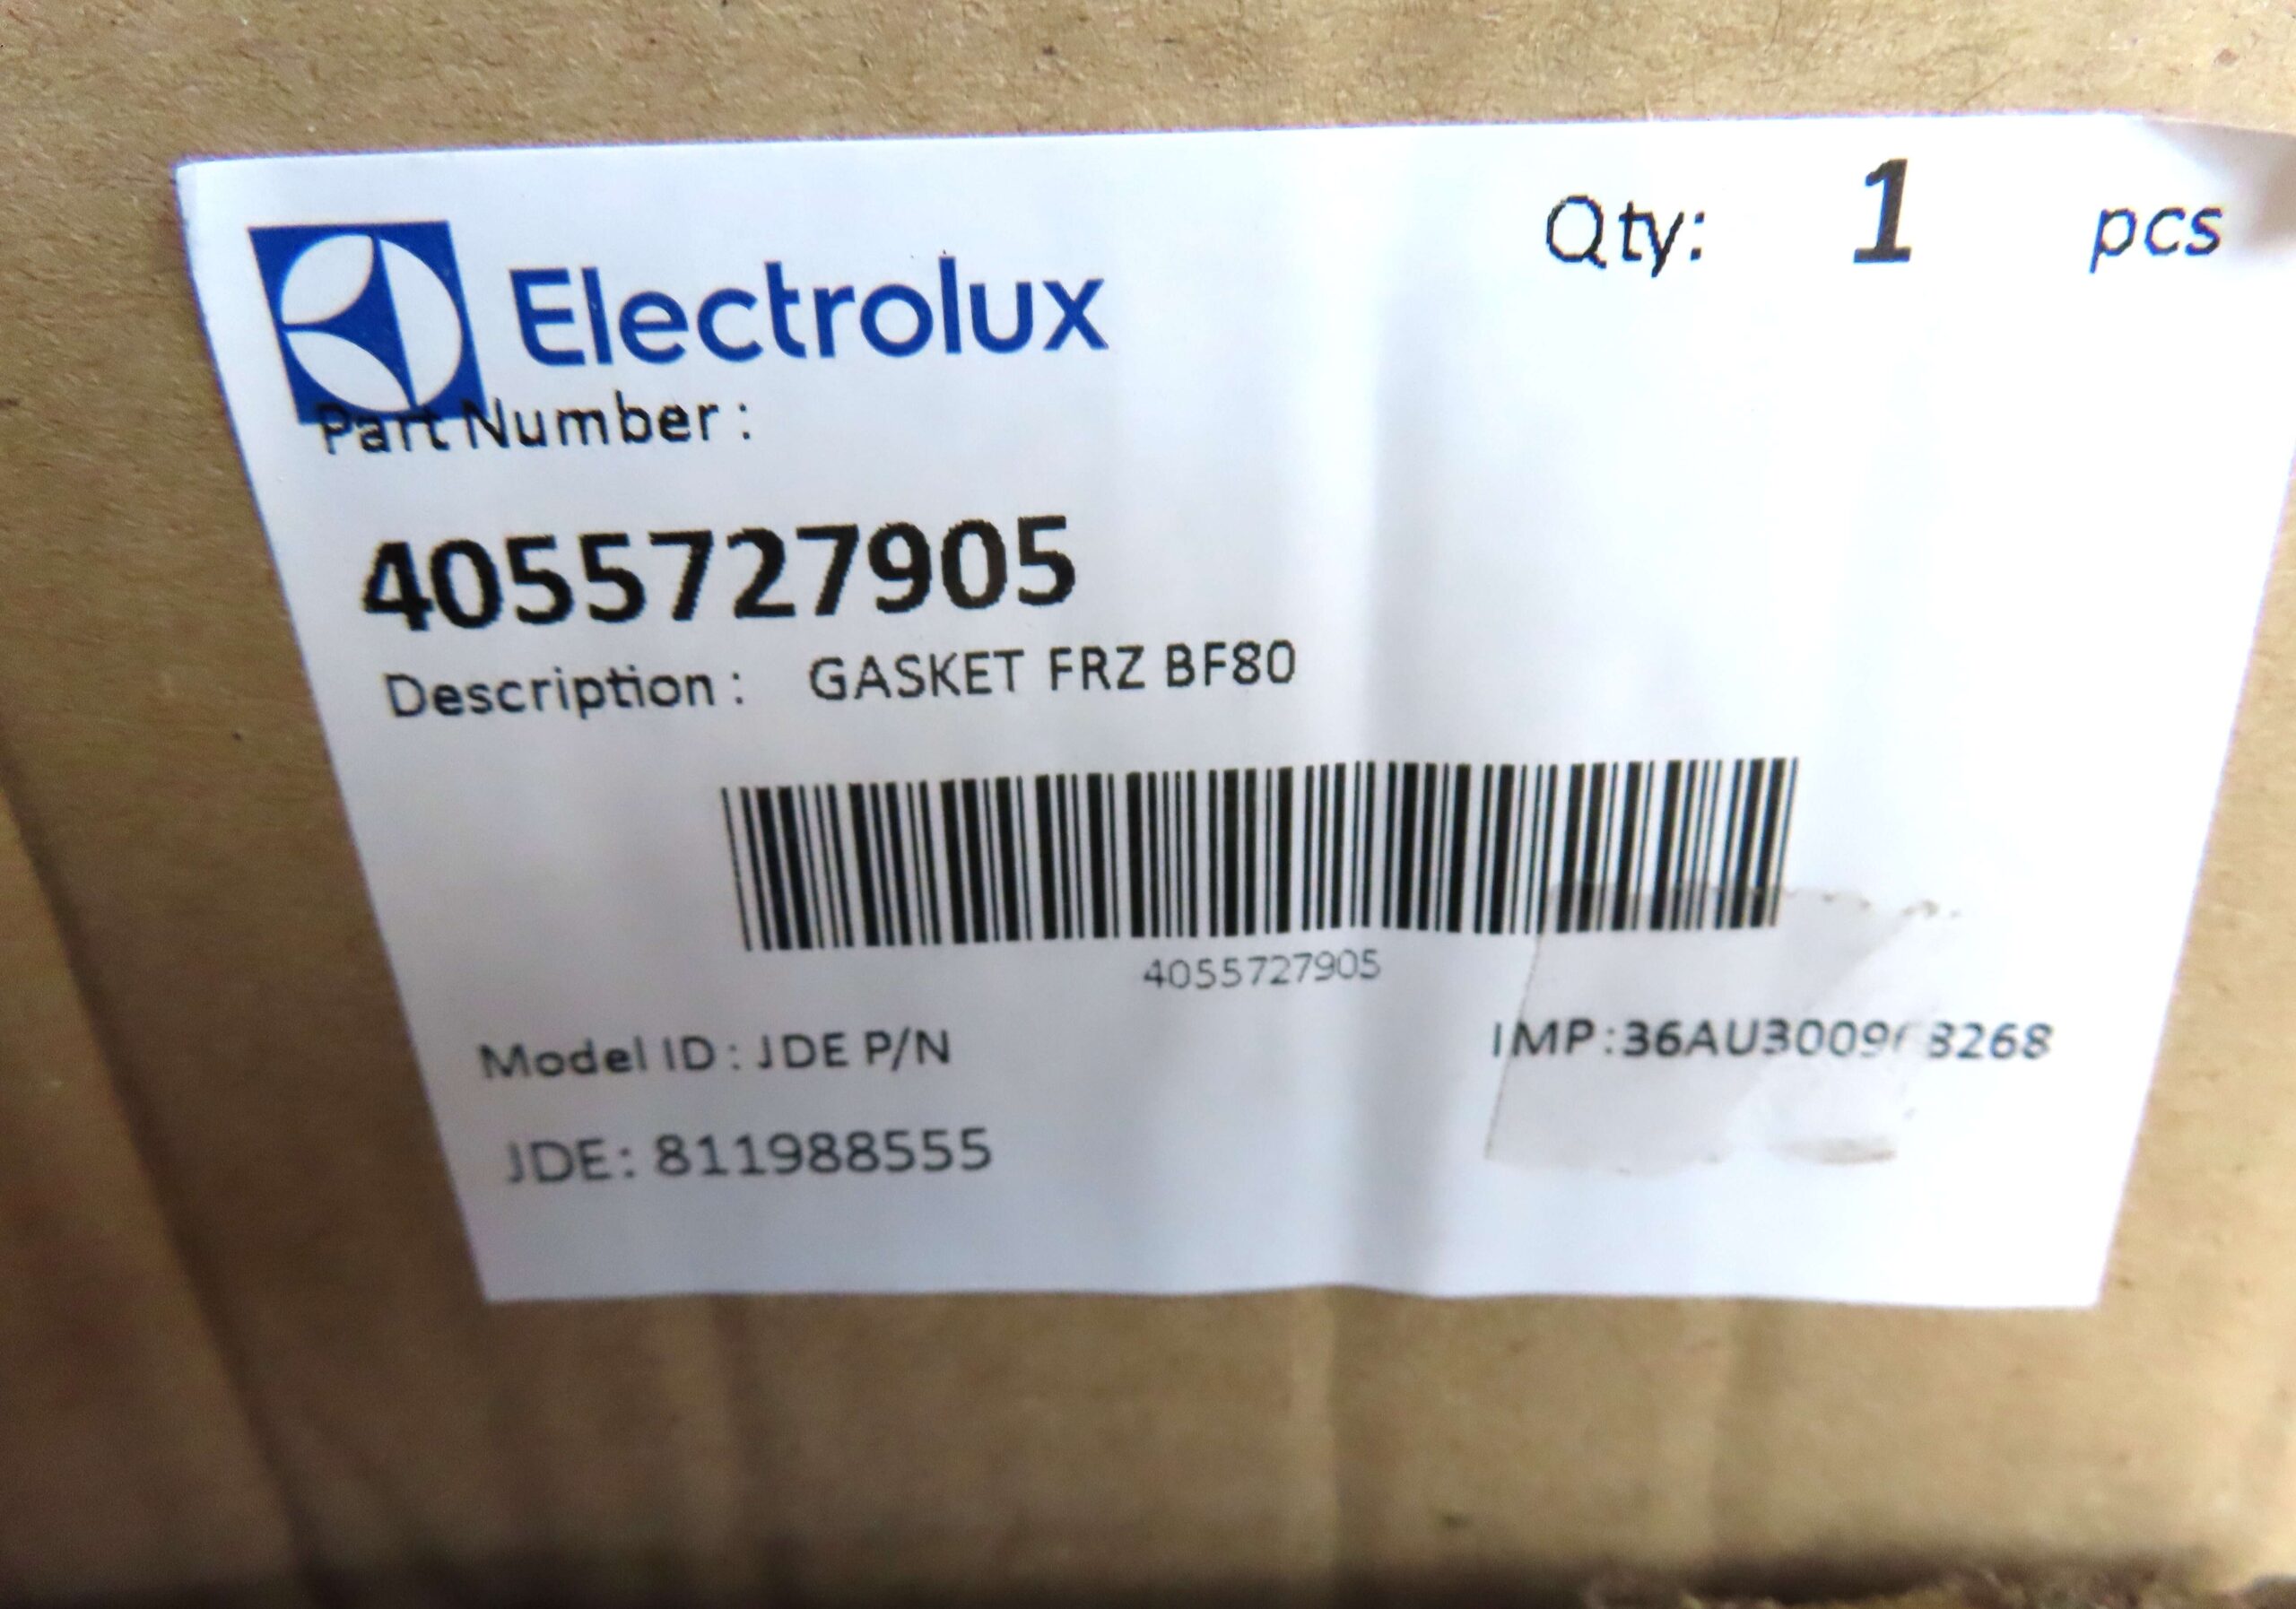 Electrolux
Qty: 1 pcs
Part Number :
4055727905
Description : GASKET FRZ BF80
4055727905
Model ID : JDE P/N
JDE: 811988555